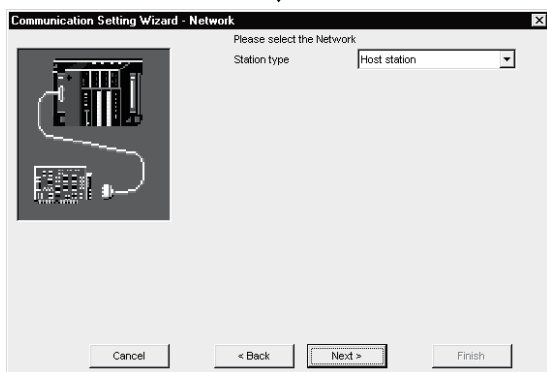 Communication Setting Wizard - Network
Please select the Network
Station type Host station
Cancel < Back Next > Finish